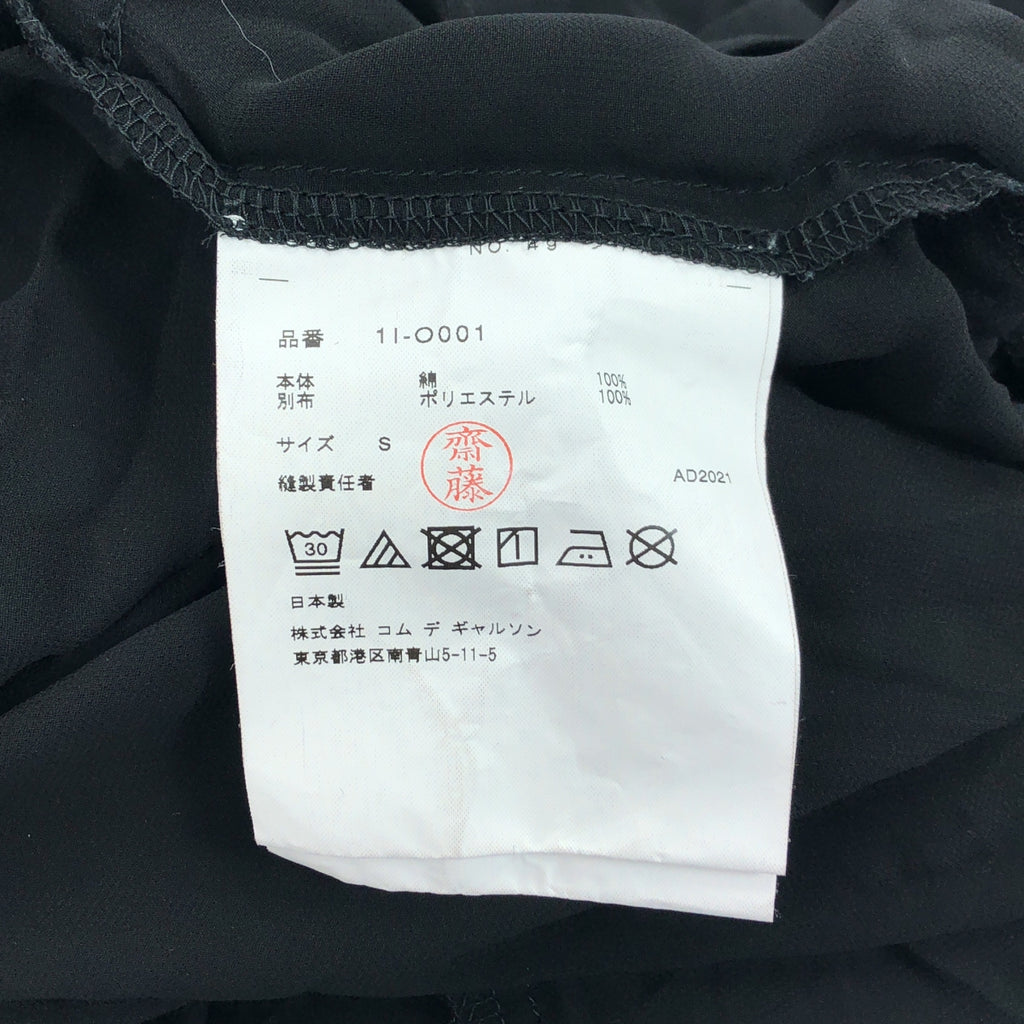 NO. 49
品番 1I-O001
本体 綿 100%
別布 ポリエステル 100%
サイズ S
齋藤
縫製責任者 AD2021
30
日本製
株式会社 コム デ ギャルソン
東京都港区南青山5-11-5